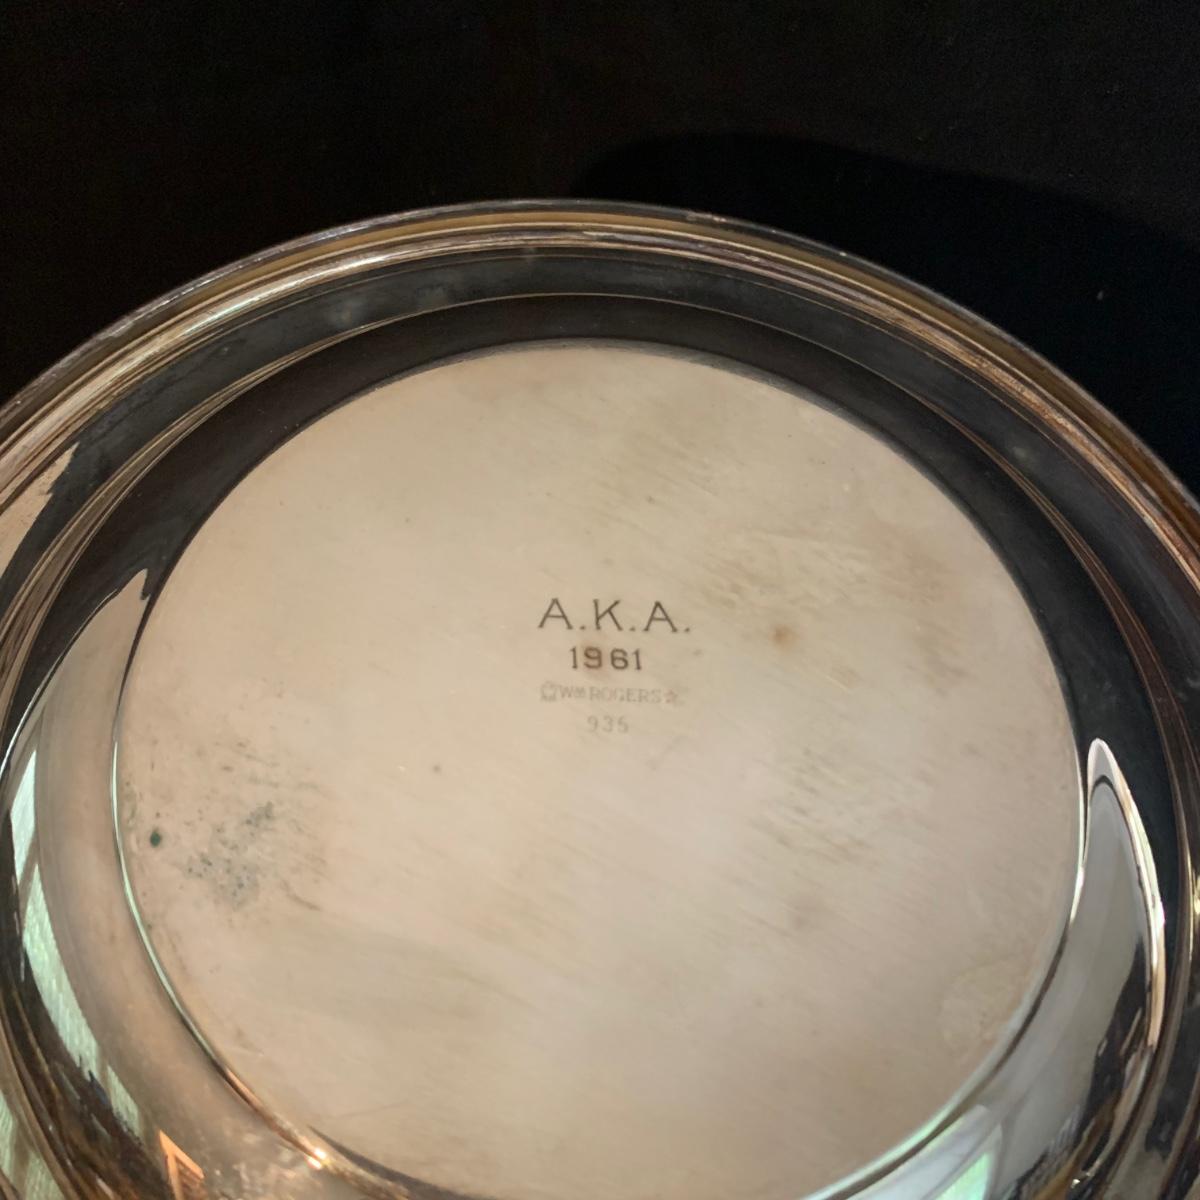 A.K.A.
1961
WM ROGERS ☆
935